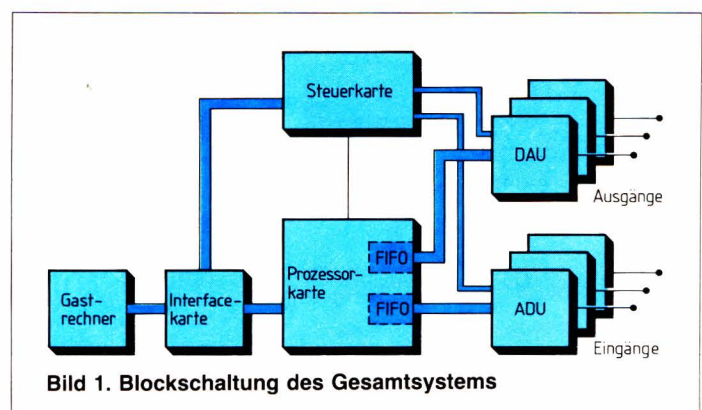 Steuerkarte
DAU
Ausgänge
FIFO
Prozessor-
karte
FIFO
Gast-
rechner
Interface-
karte
ADU
Eingänge
Bild 1. Blockschaltung des Gesamtsystems